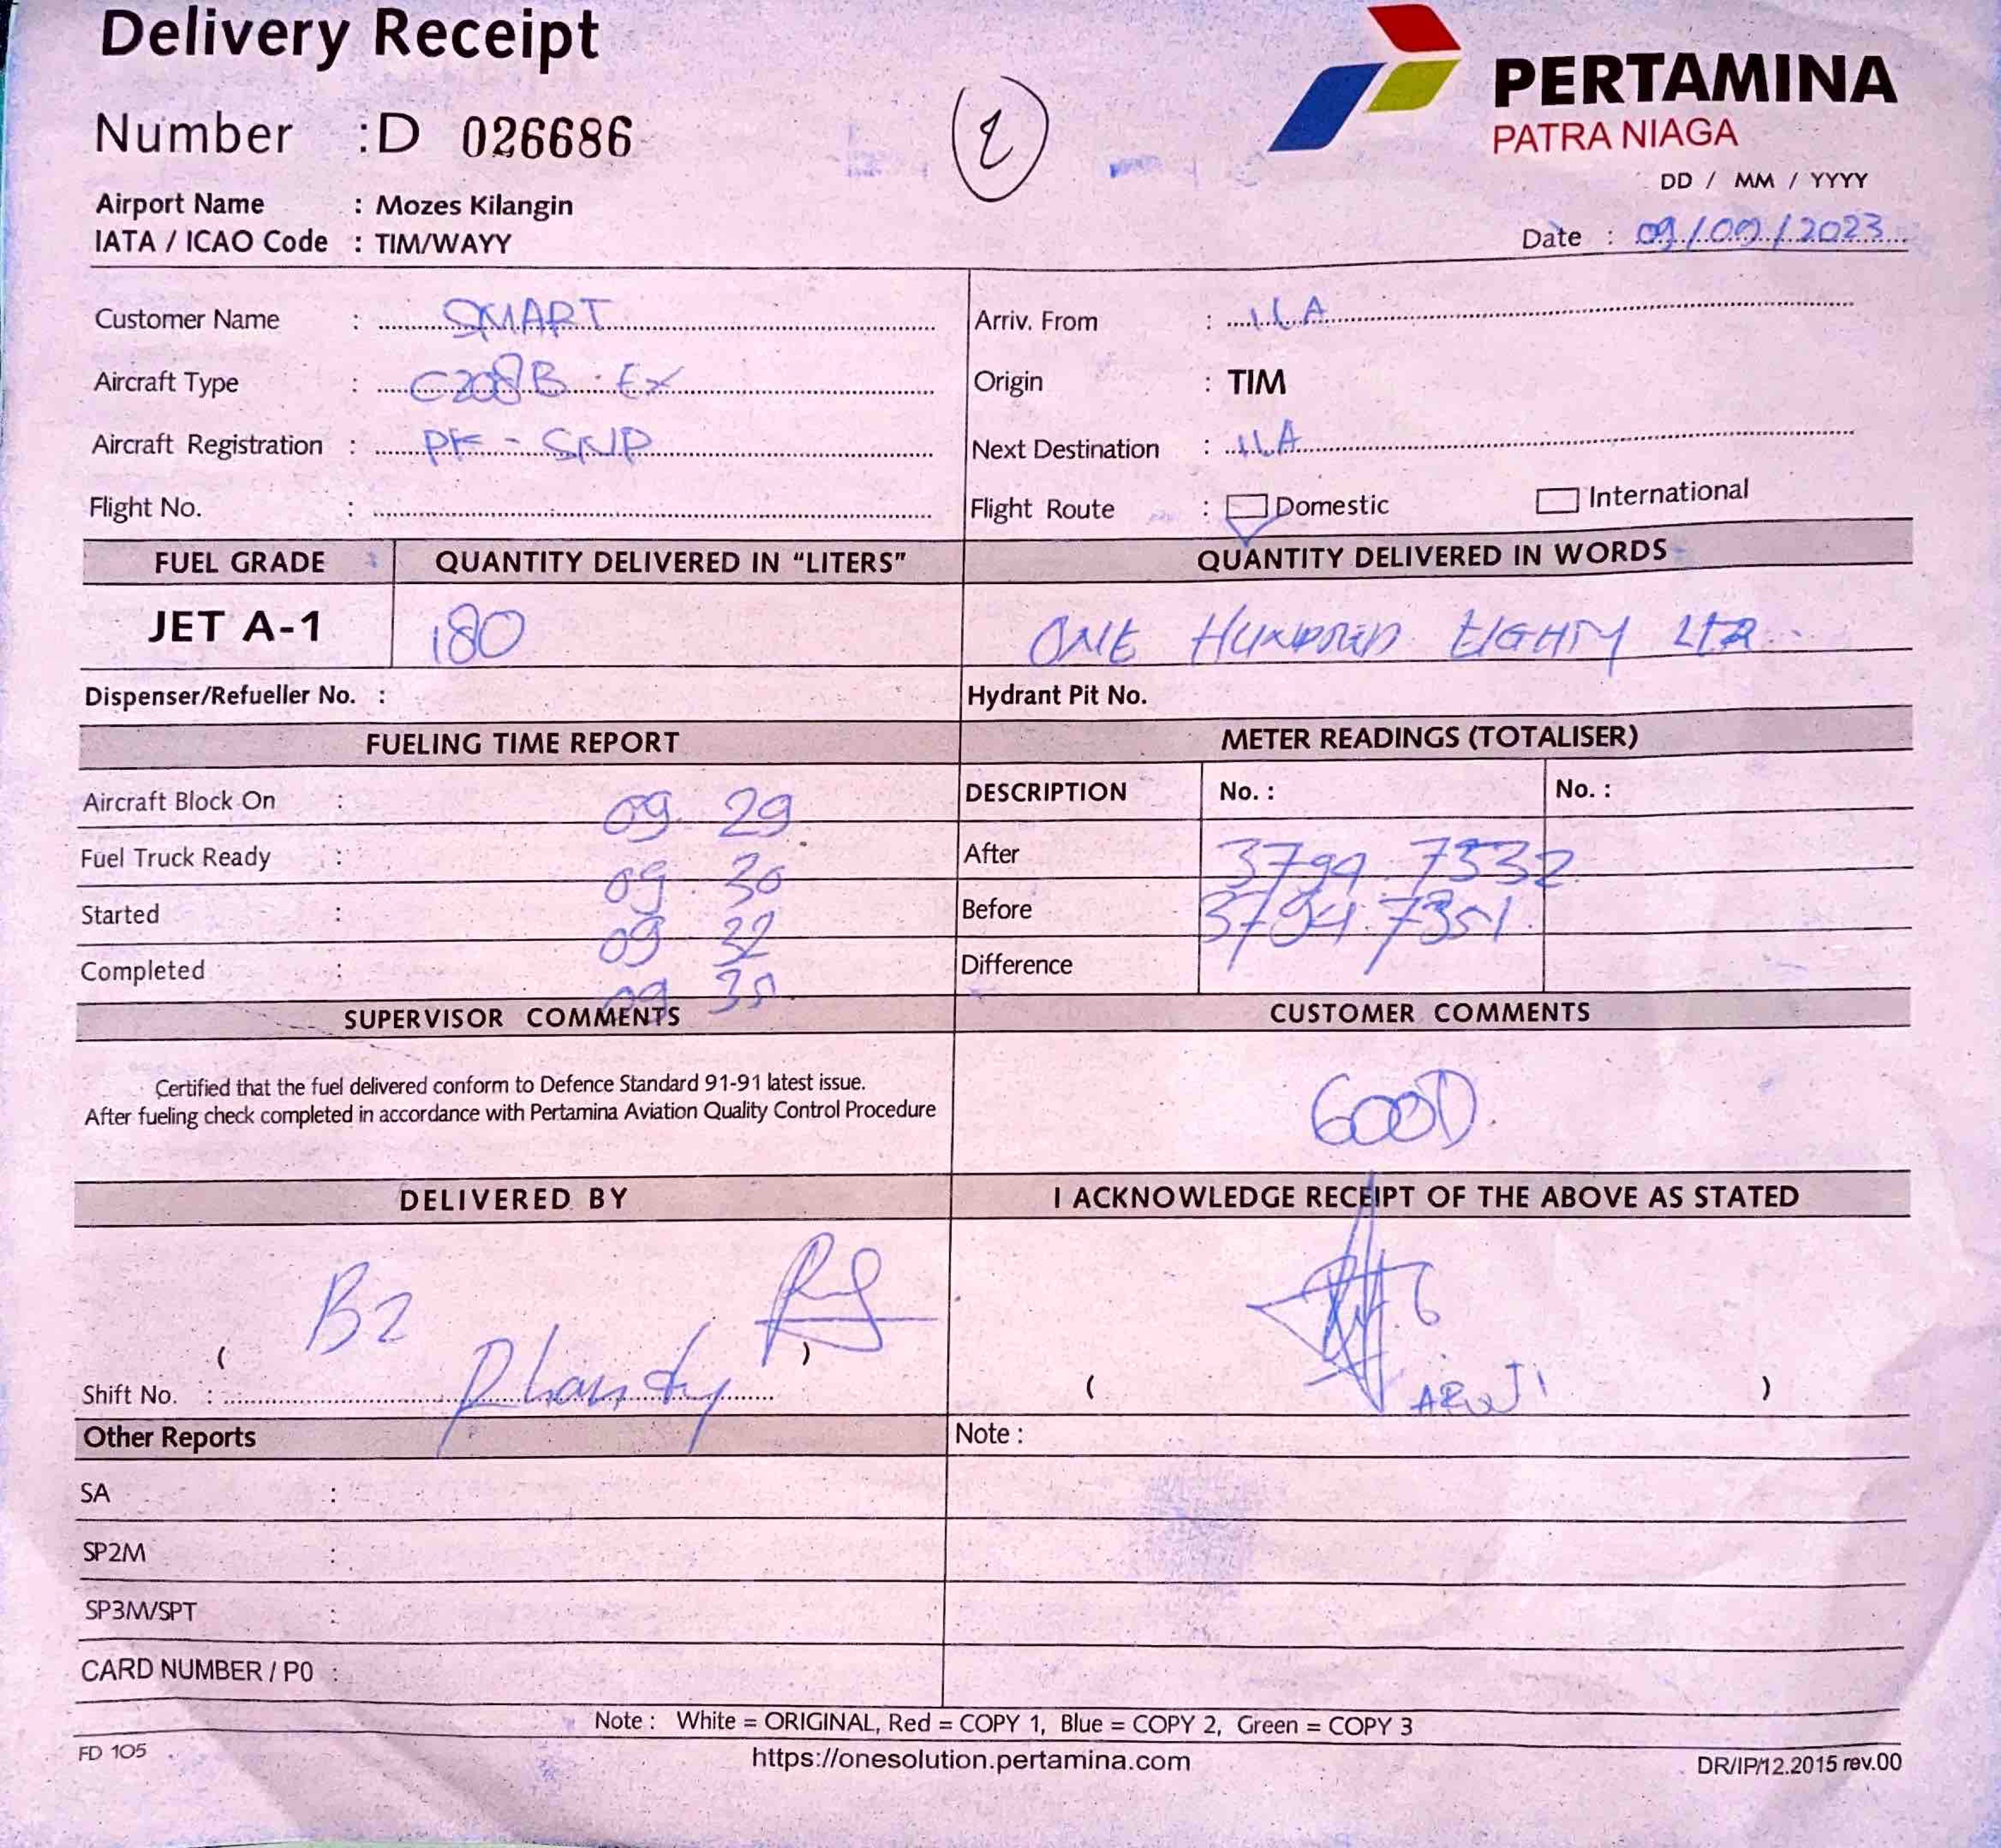 Delivery Receipt
PERTAMINA
PATRA NIAGA
Number : D 026686
DD / MM / YYYY
Airport Name : Mozes Kilangin
IATA / ICAO Code : TIM/WAYY
Date : 09/09/2023
Customer Name : SMART
Arriv. From : ILA
Aircraft Type : C208B EX
Origin : TIM
Aircraft Registration : PK-SNP
Next Destination : ILA
Flight No. :
Flight Route : Domestic International
FUEL GRADE QUANTITY DELIVERED IN "LITERS" QUANTITY DELIVERED IN WORDS
JET A-1 180 ONE HUNDRED EIGHTY LTR
Dispenser/Refueller No. : Hydrant Pit No.
FUELING TIME REPORT METER READINGS (TOTALISER)
Aircraft Block On : 09 29
DESCRIPTION No. : No. :
Fuel Truck Ready : 09 30
After
Started : 09 32
Before
Completed : 09
Difference
SUPERVISOR COMMENTS CUSTOMER COMMENTS
Certified that the fuel delivered conform to Defence Standard 91-91 latest issue.
After fueling check completed in accordance with Pertamina Aviation Quality Control Procedure
GOOD.
DELIVERED BY I ACKNOWLEDGE RECEIPT OF THE ABOVE AS STATED
B2
( ) ( )
Shift No. :
Other Reports Note :
SA :
SP2M :
SP3M/SPT :
CARD NUMBER / PO :
Note : White = ORIGINAL, Red = COPY 1, Blue = COPY 2, Green = COPY 3
FD 105 https://onesolution.pertamina.com DR/IP/12.2015 rev.00